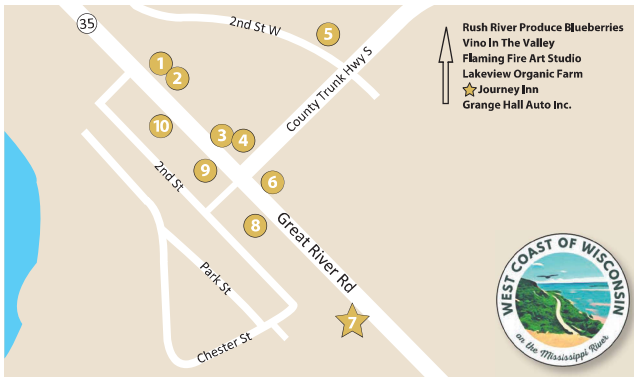 35
2nd St W
5
Rush River Produce Blueberries
Vino In The Valley
Flaming Fire Art Studio
Lakeview Organic Farm
Journey Inn
Grange Hall Auto Inc.
1
2
County Trunk Hwy S
10
3
4
9
2nd St
6
8
Great River Rd
Park St
7
Chester St
WEST COAST OF WISCONSIN
on the Mississippi River